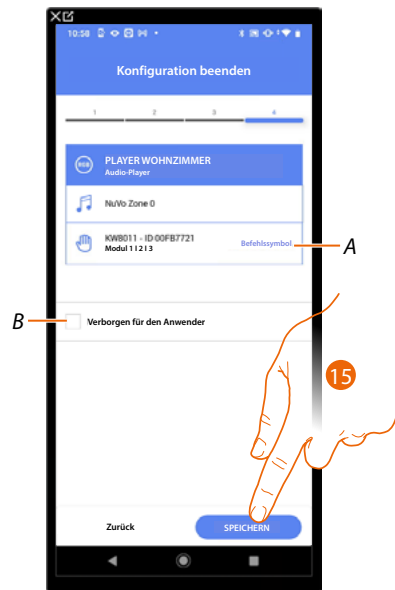 10:58
Konfiguration beenden
1 2 3 4
PLAYER WOHNZIMMER
Audio-Player
NuVo Zone 0
KW8011 - ID 00FB7721
Modul 1 I 2 I 3
Befehlssymbol
A
B
Verborgen für den Anwender
15
Zurück
SPEICHERN